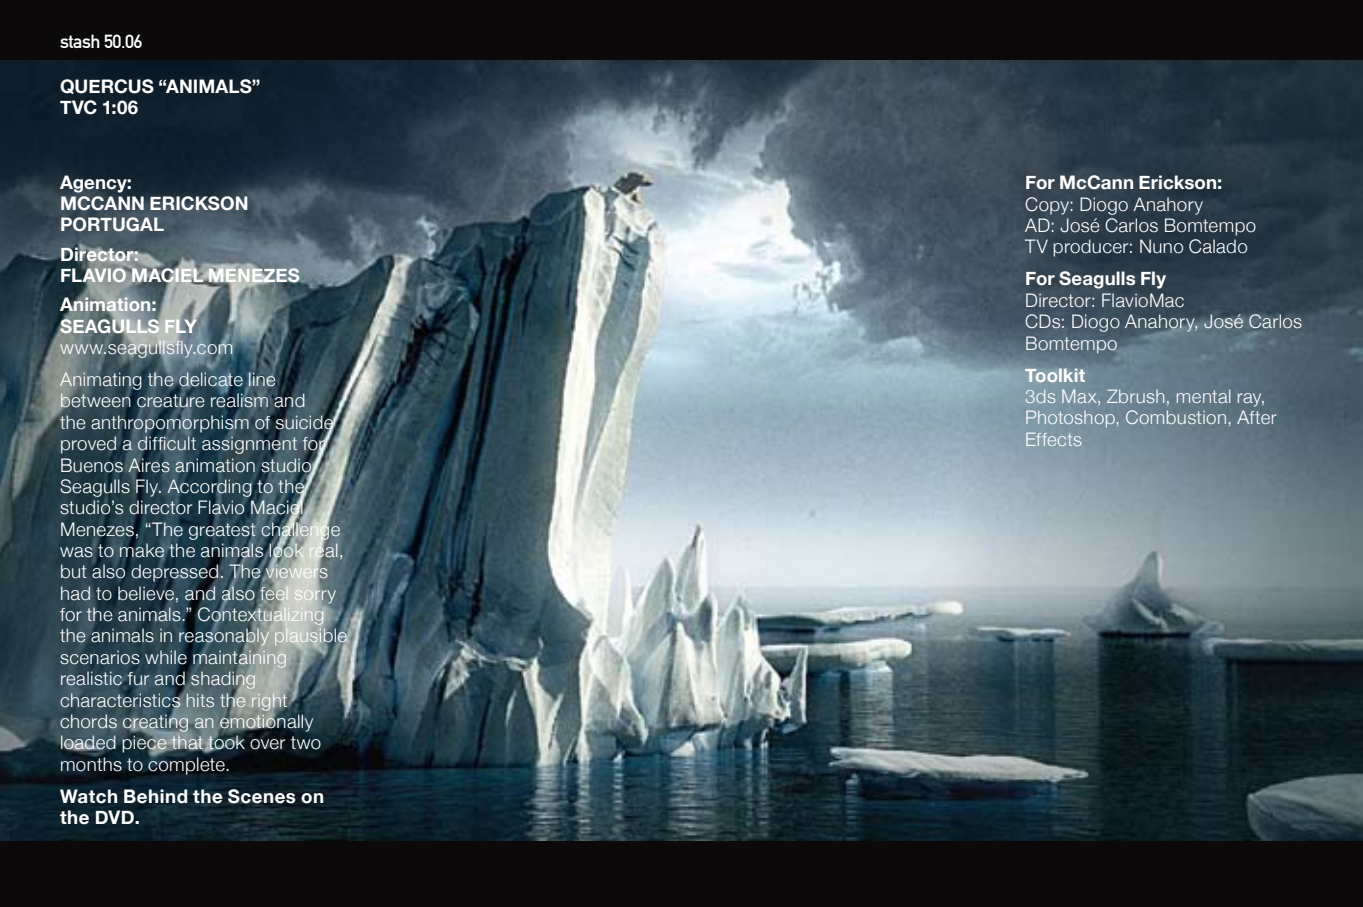 stash 50.06
QUERCUS “ANIMALS”
TVC 1:06
Agency:
MCCANN ERICKSON
PORTUGAL
Director:
FLAVIO MACIEL MENEZES
Animation:
SEAGULLS FLY
www.seagullsfly.com
Animating the delicate line
between creature realism and
the anthropomorphism of suicide
proved a difficult assignment for
Buenos Aires animation studio
Seagulls Fly. According to the
studio’s director Flavio Maciel
Menezes, “The greatest challenge
was to make the animals look real,
but also depressed. The viewers
had to believe, and also feel sorry
for the animals.” Contextualizing
the animals in reasonably plausible
scenarios while maintaining
realistic fur and shading
characteristics hits the right
chords creating an emotionally
loaded piece that took over two
months to complete.
Watch Behind the Scenes on
the DVD.
For McCann Erickson:
Copy: Diogo Anahory
AD: José Carlos Bomtempo
TV producer: Nuno Calado
For Seagulls Fly
Director: FlavioMac
CDs: Diogo Anahory, José Carlos
Bomtempo
Toolkit
3ds Max, Zbrush, mental ray,
Photoshop, Combustion, After
Effects